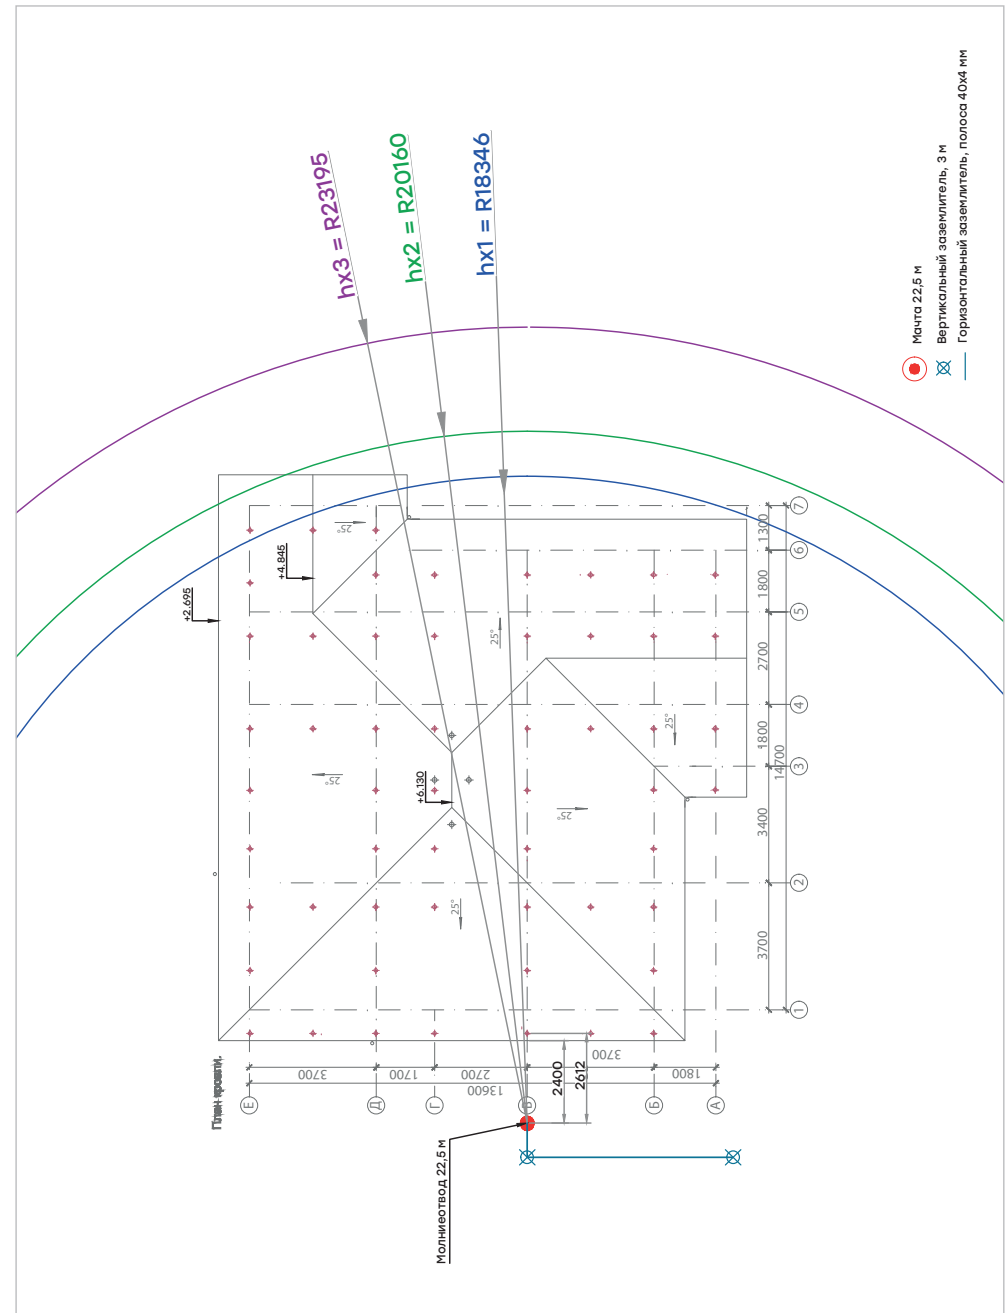 hx3 = R23195
hx2 = R20160
hx1 = R18346
Мачта 22,5 м
Вертикальный заземлитель, 3 м
Горизонтальный заземлитель, полоса 40х4 мм
+2.695
+4.845
+6.130
25°
25°
25°
25°
25°
25°
1300
1800
2700
1800
14700
3400
3700
7
6
5
4
3
2
1
План кровли.
3700
1700
2700
13600
3700
1800
2400
2612
Е
Д
Г
В
Б
А
Молниеотвод 22,5 м